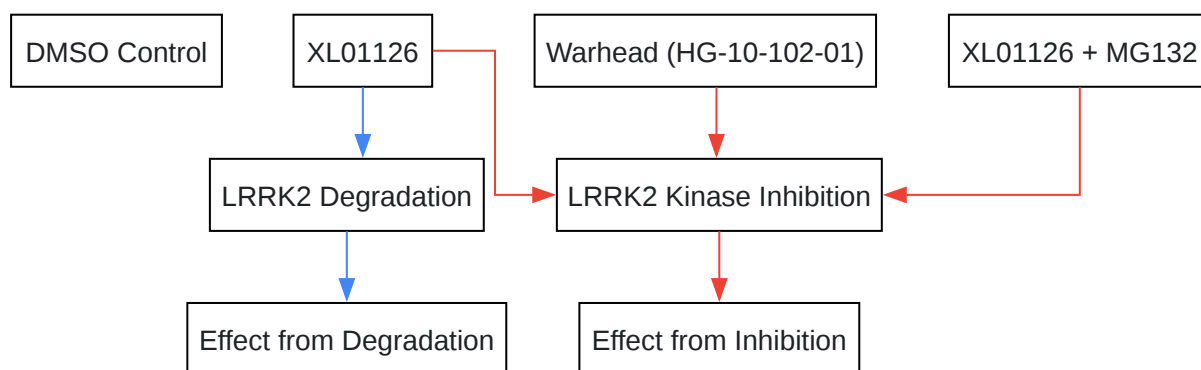 DMSO Control
XL01126
Warhead (HG-10-102-01)
XL01126 + MG132
LRRK2 Degradation
LRRK2 Kinase Inhibition
Effect from Degradation
Effect from Inhibition